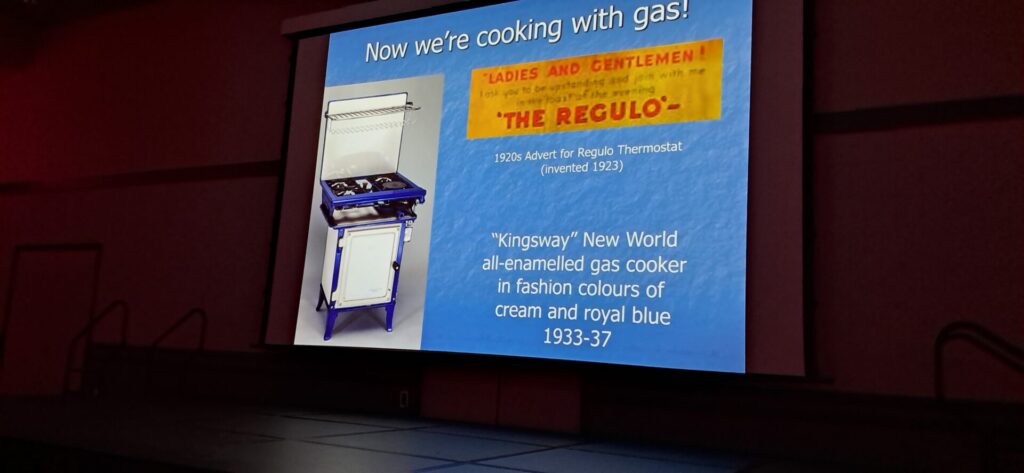 Now we're cooking with gas!
"LADIES AND GENTLEMEN!
I ask you to be upstanding and join with me
in my toast of the evening
'THE REGULO'–
1920s Advert for Regulo Thermostat
(invented 1923)
"Kingsway" New World
all-enamelled gas cooker
in fashion colours of
cream and royal blue
1933-37